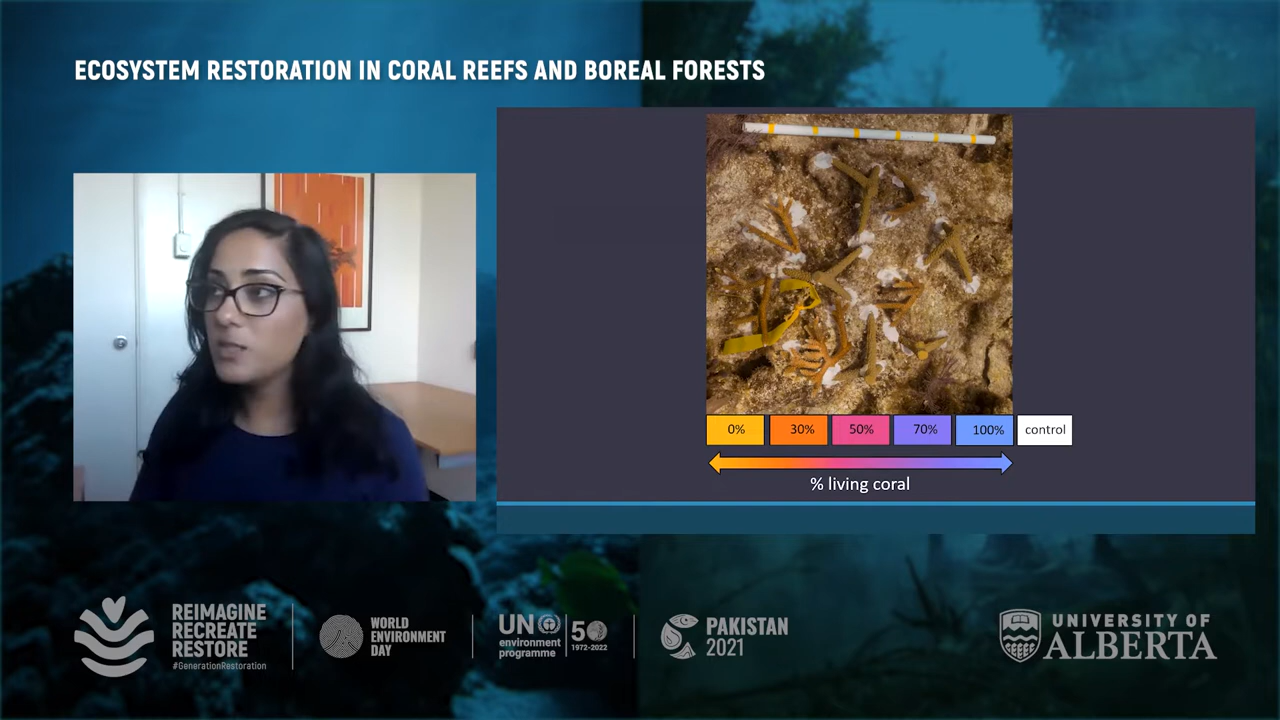 ECOSYSTEM RESTORATION IN CORAL REEFS AND BOREAL FORESTS
0% 30% 50% 70% 100% control
% living coral
REIMAGINE
RECREATE
RESTORE
#GenerationRestoration
WORLD
ENVIRONMENT
DAY
UN
environment
programme
50
1972-2022
PAKISTAN
2021
UNIVERSITY OF
ALBERTA